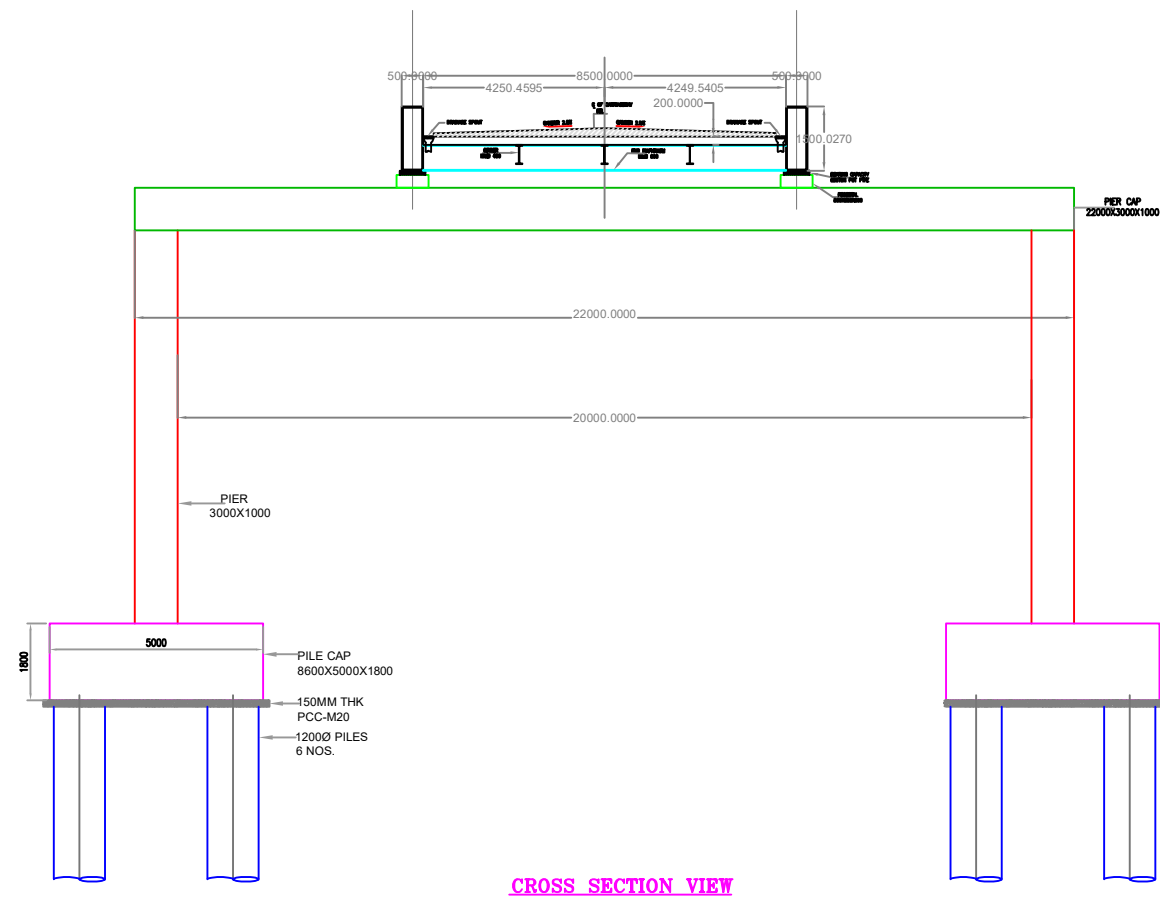 500.0000
8500.0000
500.0000
4250.4595
4249.5405
200.0000
1500.0270
PIER CAP
22000X3000X1000
22000.0000
20000.0000
PIER
3000X1000
1800
5000
PILE CAP
8600X5000X1800
150MM THK
PCC-M20
1200Ø PILES
6 NOS.
CROSS SECTION VIEW